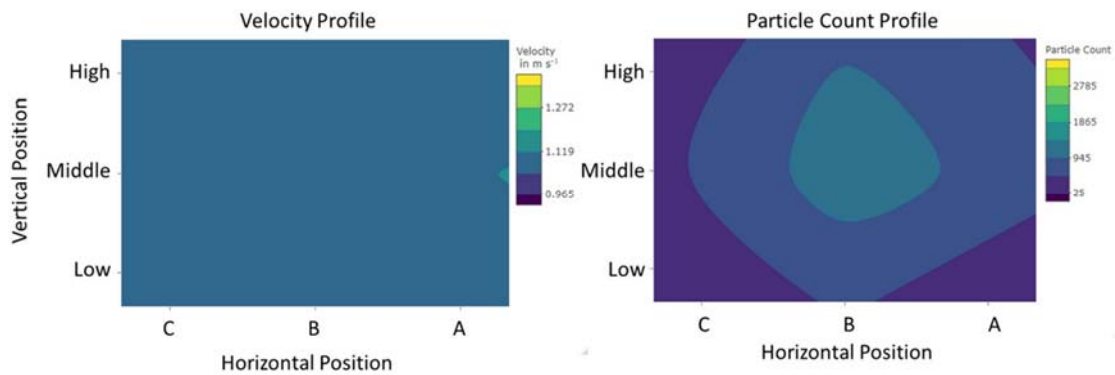 Velocity Profile
Vertical Position
High
Middle
Low
C
B
A
Horizontal Position
Velocity
in m s⁻¹
1.272
1.119
0.965
Particle Count Profile
High
Middle
Low
C
B
A
Horizontal Position
Particle Count
2785
1865
945
25